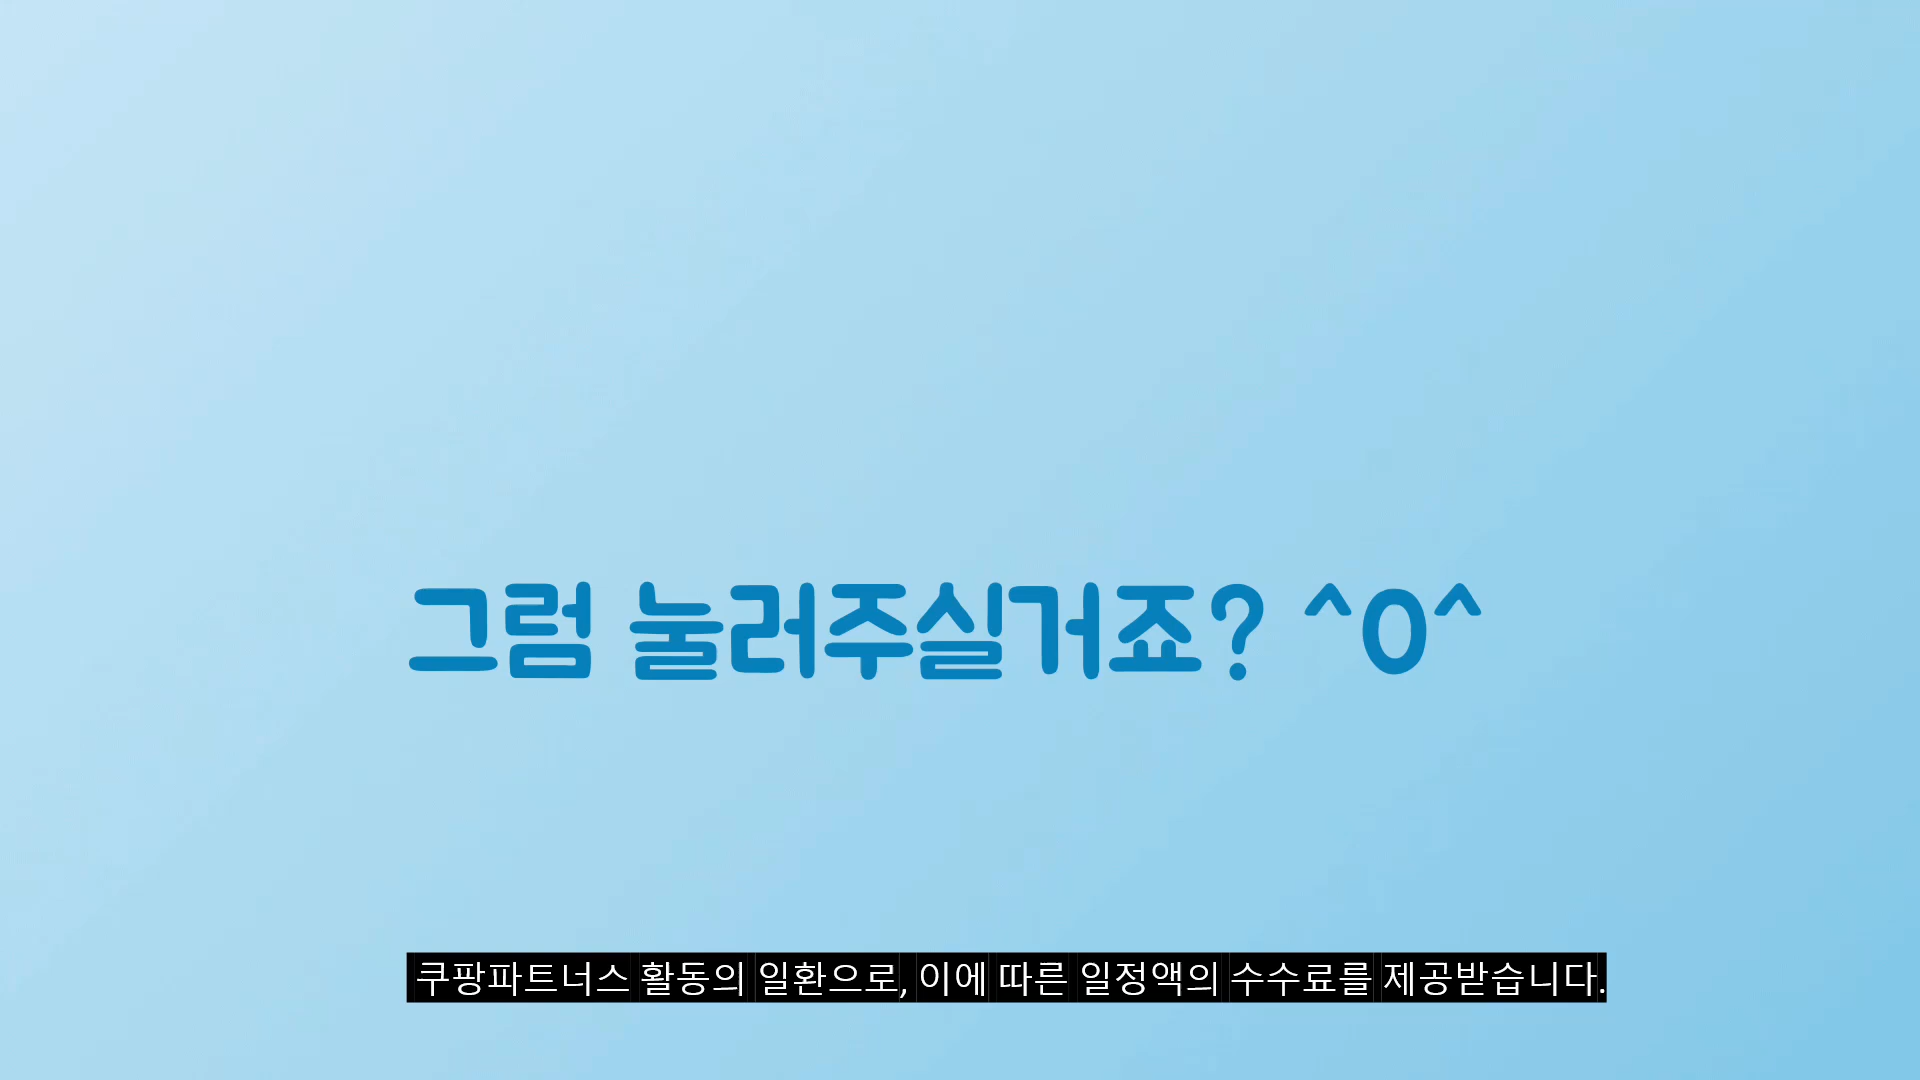 그럼 눌러주실거죠? ^0^
쿠팡파트너스 활동의 일환으로, 이에 따른 일정액의 수수료를 제공받습니다.